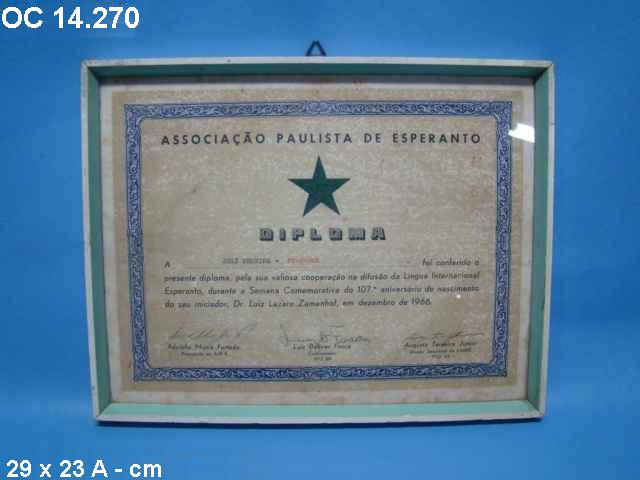 OC 14.270
ASSOCIAÇÃO PAULISTA DE ESPERANTO
DIPLOMA
A foi conferido o
presente diploma, pela sua valiosa cooperação na difusão da Língua Internacional
Esperanto, durante a Semana Comemorativa do 107.º aniversário de nascimento
do seu iniciador, Dr. Luiz Lazaro Zamenhof, em dezembro de 1966.
29 x 23 A - cm